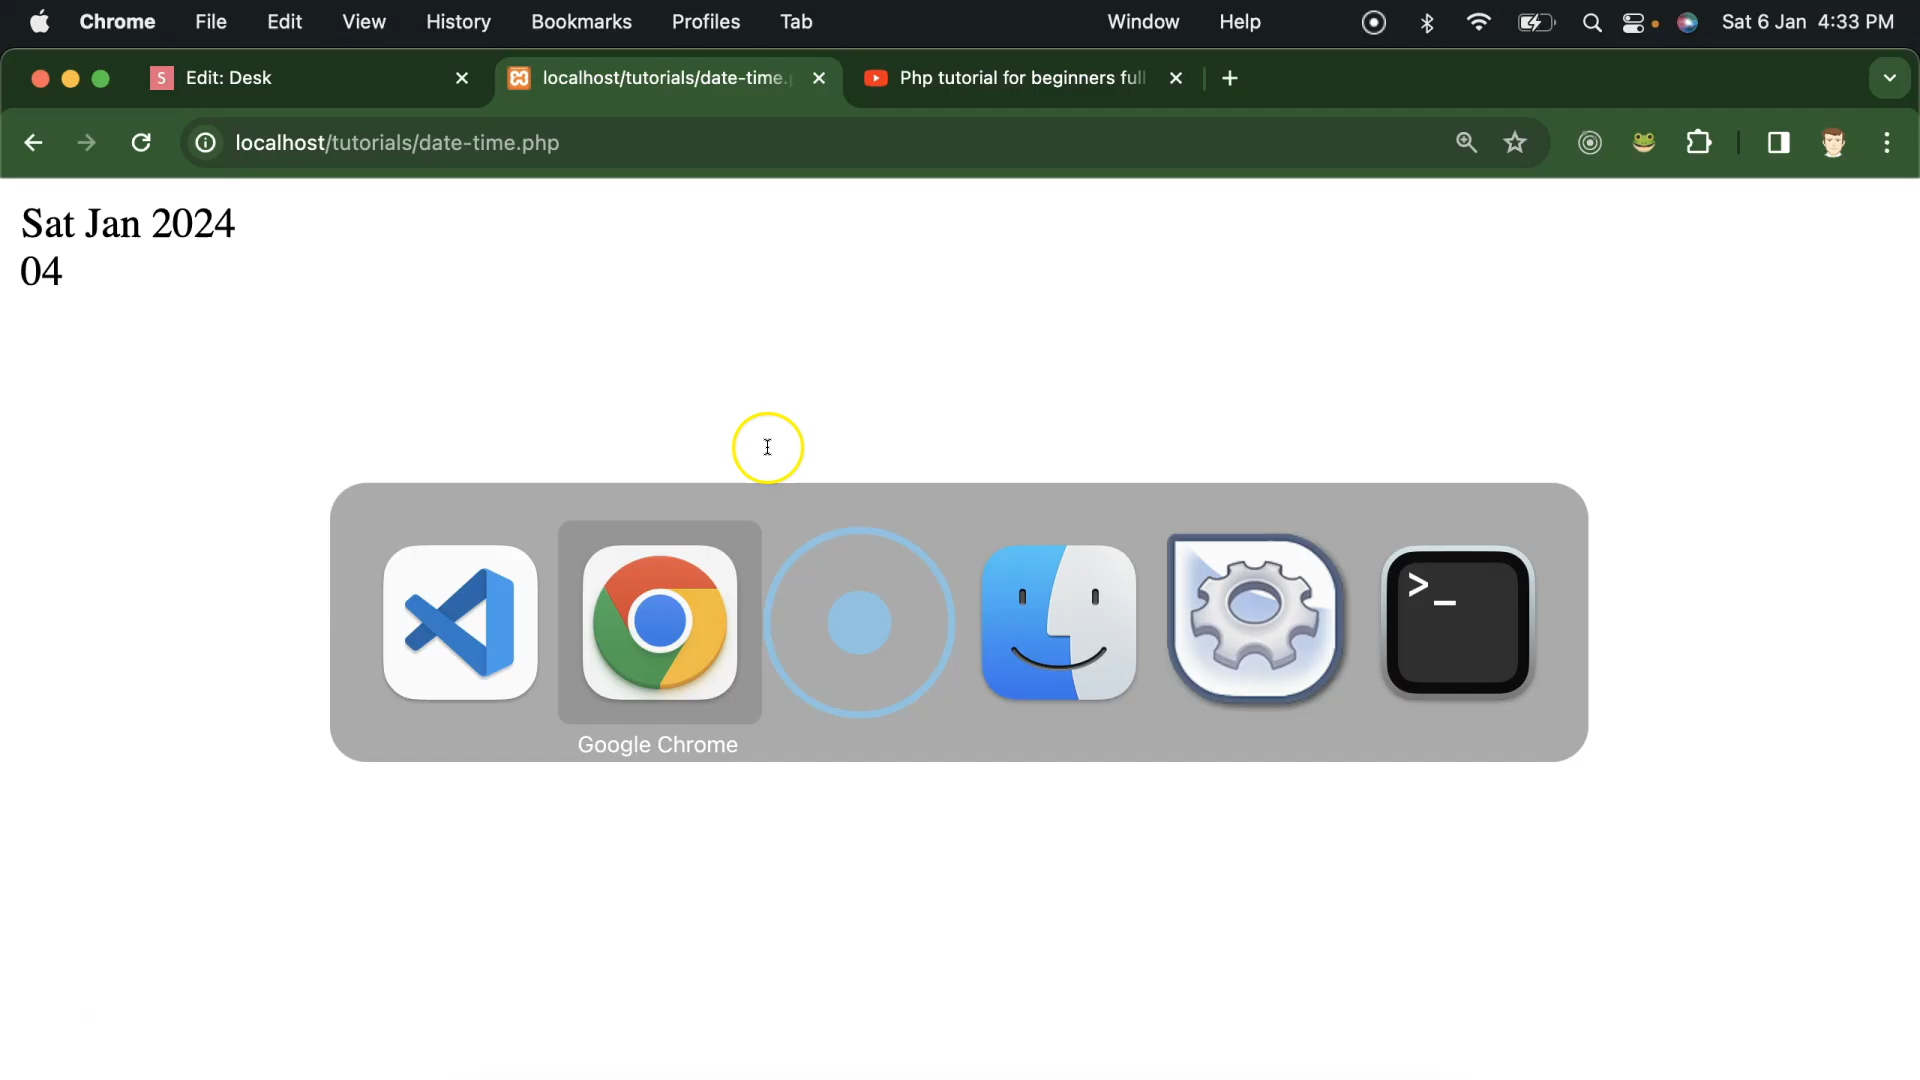 Chrome File Edit View History Bookmarks Profiles Tab Window Help Sat 6 Jan 4:33 PM
S Edit: Desk localhost/tutorials/date-time. Php tutorial for beginners full
localhost/tutorials/date-time.php
Sat Jan 2024
04
>_
Google Chrome